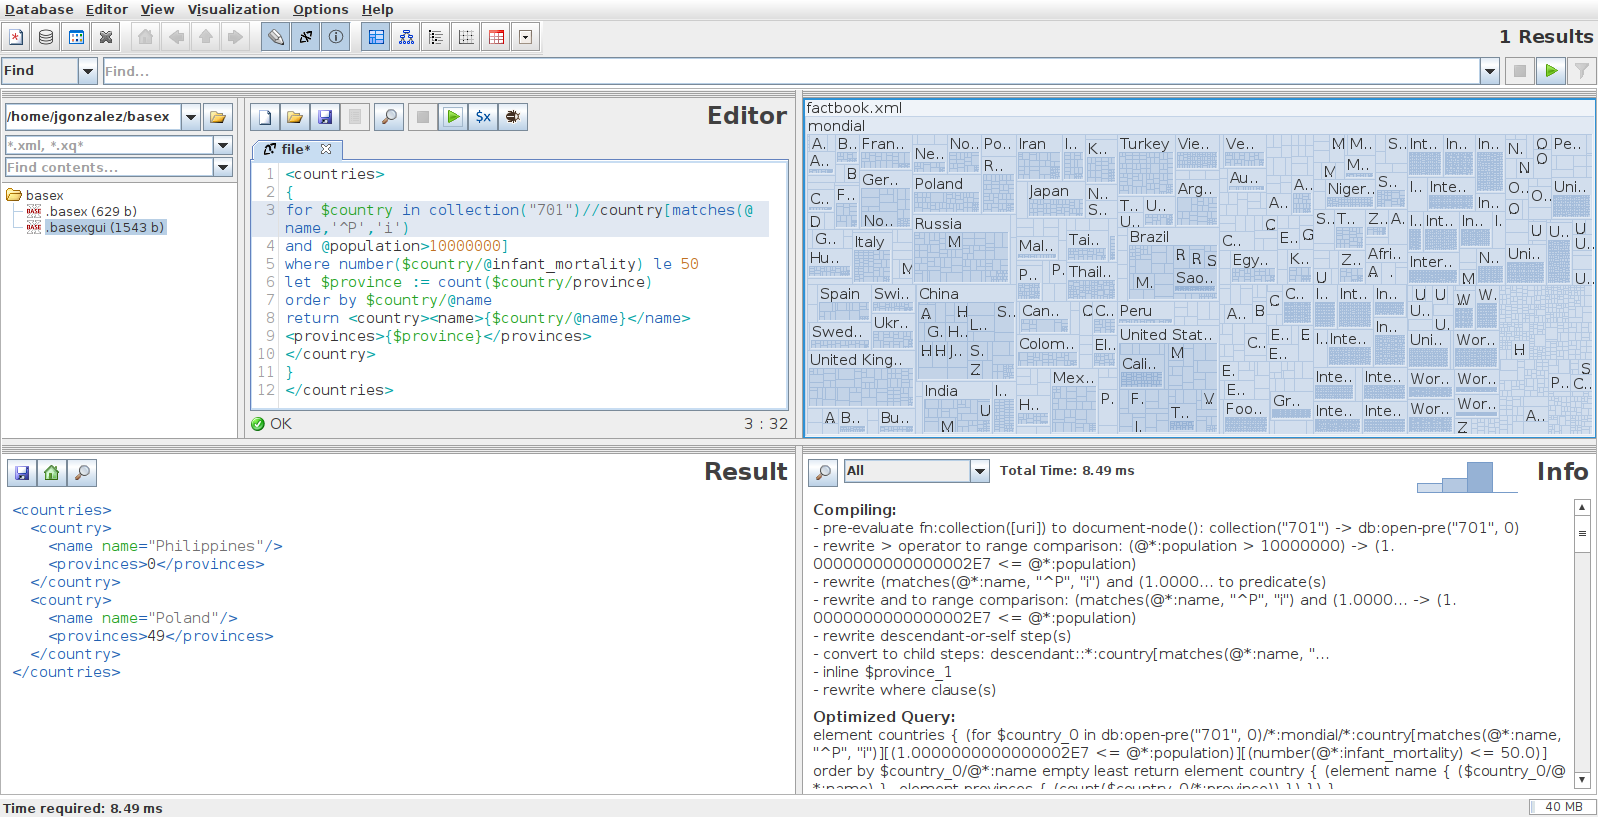 Database Editor View Visualization Options Help
1 Results
Find
Find...
/home/jgonzalez/basex
*.xml, *.xq*
Find contents...
basex
.basex (629 b)
.basexgui (1543 b)
$x
Editor
file*
1 <countries>
2 {
3 for $country in collection("701")//country[matches(@
name,'^P','i')
4 and @population>10000000]
5 where number($country/@infant_mortality) le 50
6 let $province := count($country/province)
7 order by $country/@name
8 return <country><name>{$country/@name}</name>
9 <provinces>{$province}</provinces>
10 </country>
11 }
12 </countries>
OK
3 : 32
factbook.xml
mondial
A.. B.. Fran.. No.. Po.. Iran I.. K.. Turkey Vie.. Ve.. M M.. S.. Int.. In.. In.. N.. O Pe..
A.. B Ger.. Ne.. R.. Au.. M.. N O
C.. F.. Poland Japan N.. Arg.. A.. Niger.. S.. I.. Inte.. O.. O Uni..
D No.. Russia S.. T.. U.. O
G.. Italy M Mal.. Tai.. U.. Brazil C.. C E.. G S.. T.. Z.. A.. I.. Int.. In.. U U.. U..
Hu.. M P.. P. Thail.. R R S Egy.. K.. Z.. Afri.. Inter.. N.. Uni.. U..
M. Sao.. U A.. M
Spain Swi.. China Can.. C C.. Peru A.. B C C.. I.. Int.. In.. U U W W..
Swed.. Ukr.. A H S.. Colom.. El.. United Stat.. C.. E.. I.. Inte.. In.. U.. U.
United King.. G. H.. L.. Cali.. M E.. Uni.. Wor.. H
H H J.. S. Mex.. E. Inte.. Inte.. Wor.. Wor.. P.. S..
Z F.. V E.. C..
India I.. H.. P. T.. Foo.. Gr.. Inte.. Inte.. Wor.. Wor.. A..
A B.. Bu.. M U I. Z
Result
<countries>
<country>
<name name="Philippines"/>
<provinces>0</provinces>
</country>
<country>
<name name="Poland"/>
<provinces>49</provinces>
</country>
</countries>
All
Total Time: 8.49 ms
Info
Compiling:
- pre-evaluate fn:collection([uri]) to document-node(): collection("701") -> db:open-pre("701", 0)
- rewrite > operator to range comparison: (@*:population > 10000000) -> (1.
0000000000000002E7 <= @*:population)
- rewrite (matches(@*:name, "^P", "i") and (1.0000... to predicate(s)
- rewrite and to range comparison: (matches(@*:name, "^P", "i") and (1.0000... -> (1.
0000000000000002E7 <= @*:population)
- rewrite descendant-or-self step(s)
- convert to child steps: descendant::*:country[matches(@*:name, "...
- inline $province_1
- rewrite where clause(s)
Optimized Query:
element countries { (for $country_0 in db:open-pre("701", 0)/*:mondial/*:country[matches(@*:name,
"^P", "i")][(1.0000000000000002E7 <= @*:population)][(number(@*:infant_mortality) <= 50.0)]
order by $country_0/@*:name empty least return element country { (element name { ($country_0/@
*:name) }, element provinces { (count($country_0/*:province)) }) }) }
Time required: 8.49 ms
40 MB